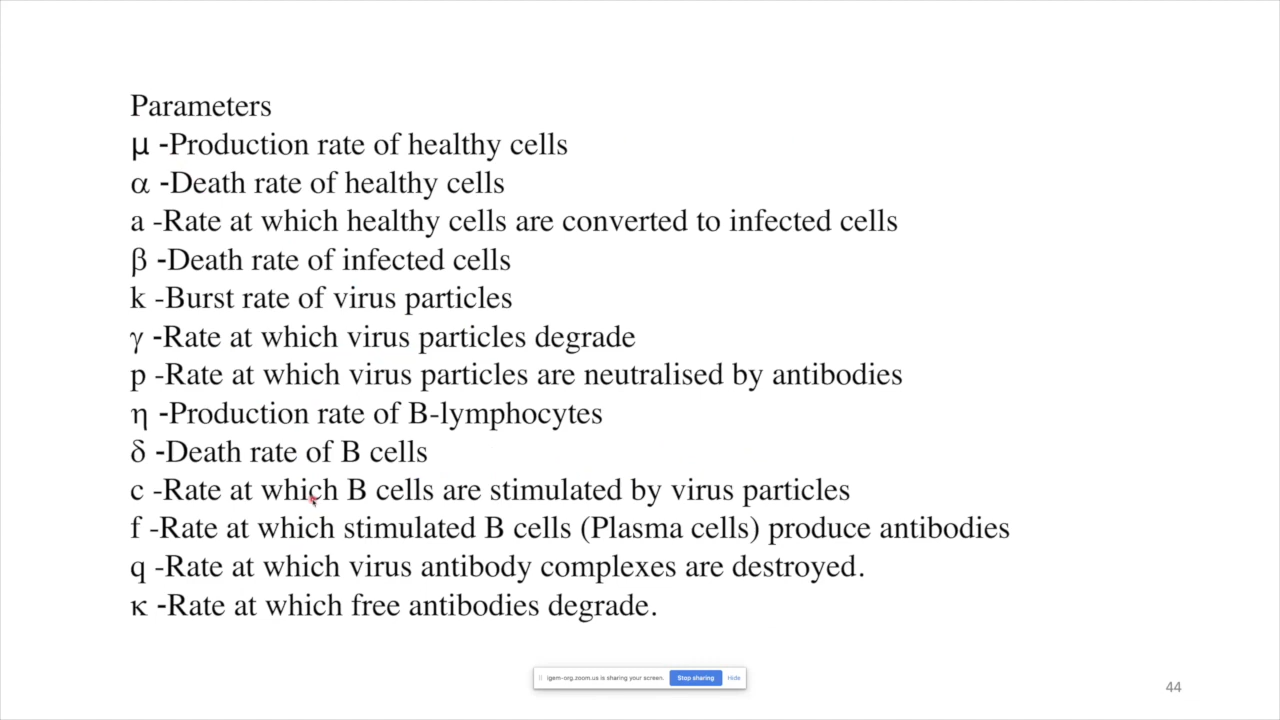 Parameters
μ -Production rate of healthy cells
α -Death rate of healthy cells
a -Rate at which healthy cells are converted to infected cells
β -Death rate of infected cells
k -Burst rate of virus particles
γ -Rate at which virus particles degrade
p -Rate at which virus particles are neutralised by antibodies
η -Production rate of B-lymphocytes
δ -Death rate of B cells
c -Rate at which B cells are stimulated by virus particles
f -Rate at which stimulated B cells (Plasma cells) produce antibodies
q -Rate at which virus antibody complexes are destroyed.
κ -Rate at which free antibodies degrade.
igem-org.zoom.us is sharing your screen. Stop sharing Hide
44